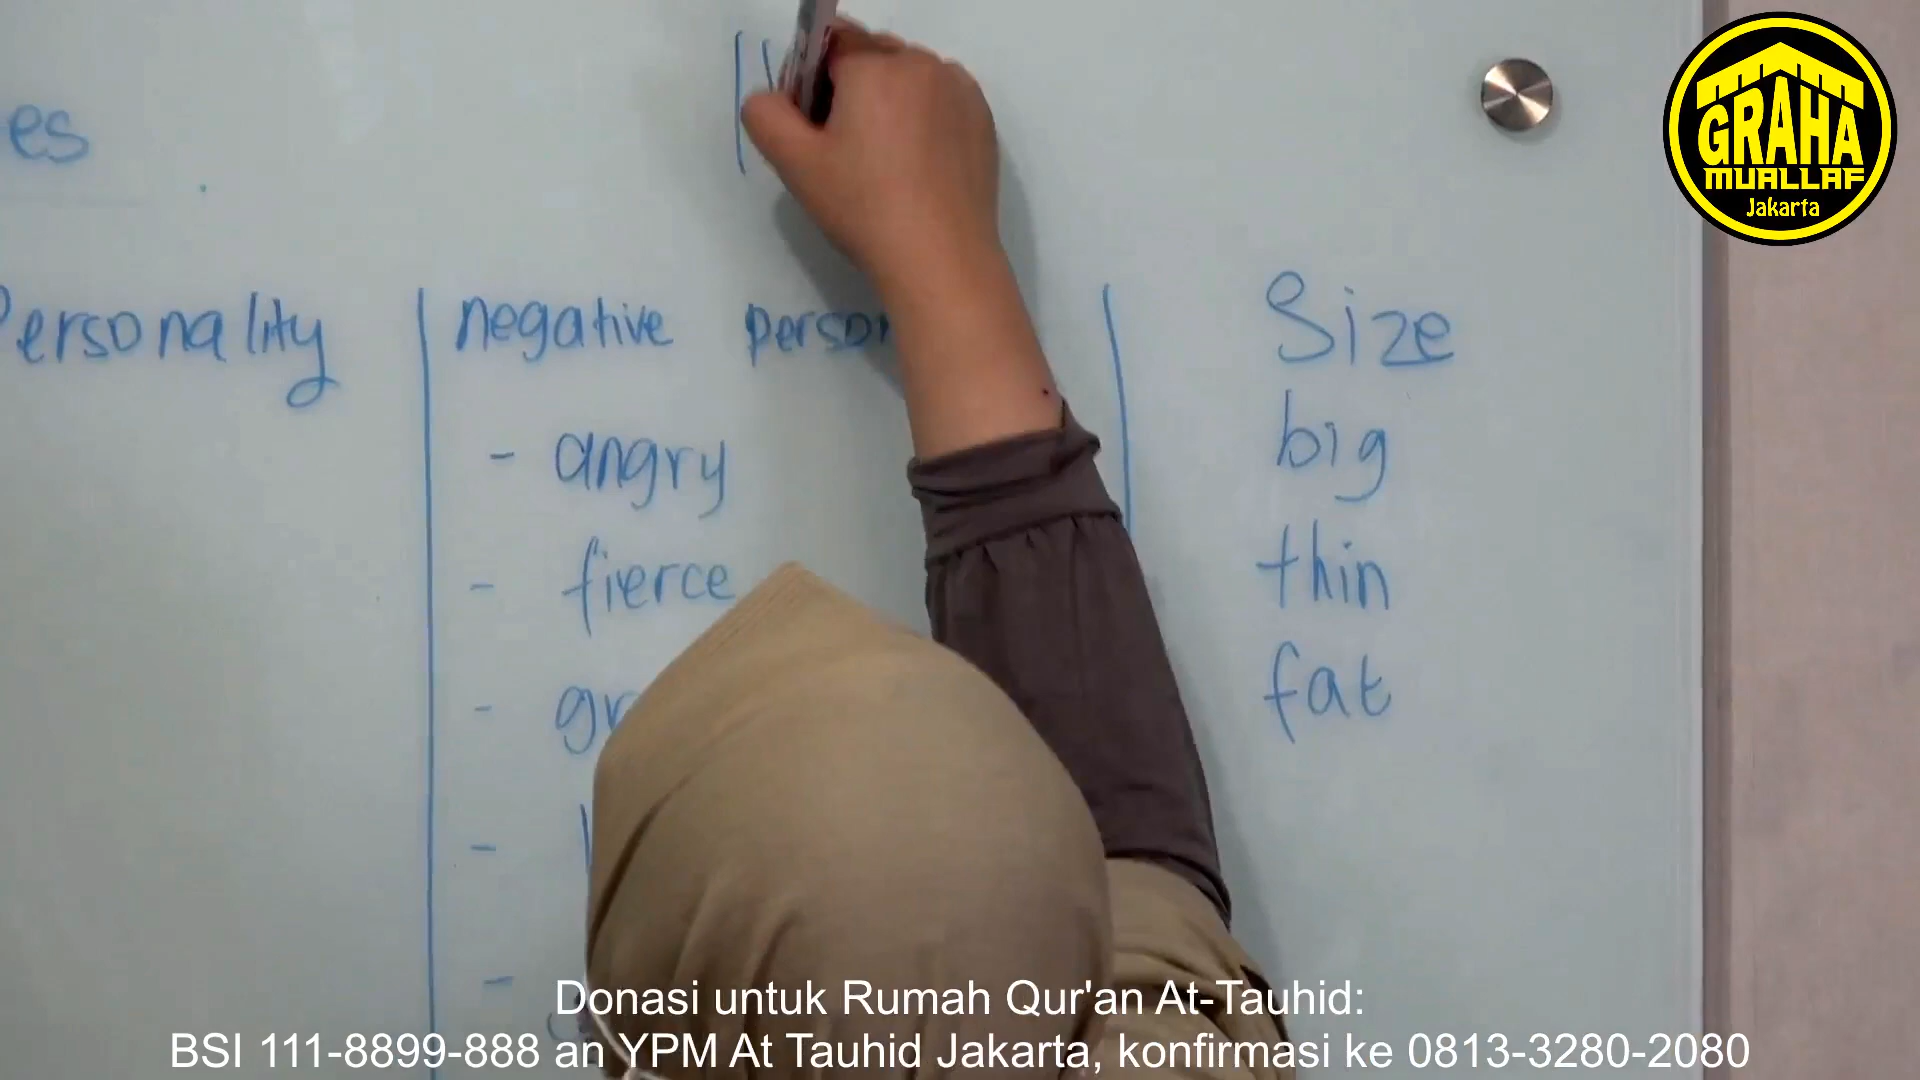 GRAHA
MUALLAF
Jakarta
es
Personality
negative
Size
- angry
big
- fierce
thin
fat
Donasi untuk Rumah Qur'an At-Tauhid:
BSI 111-8899-888 an YPM At Tauhid Jakarta, konfirmasi ke 0813-3280-2080